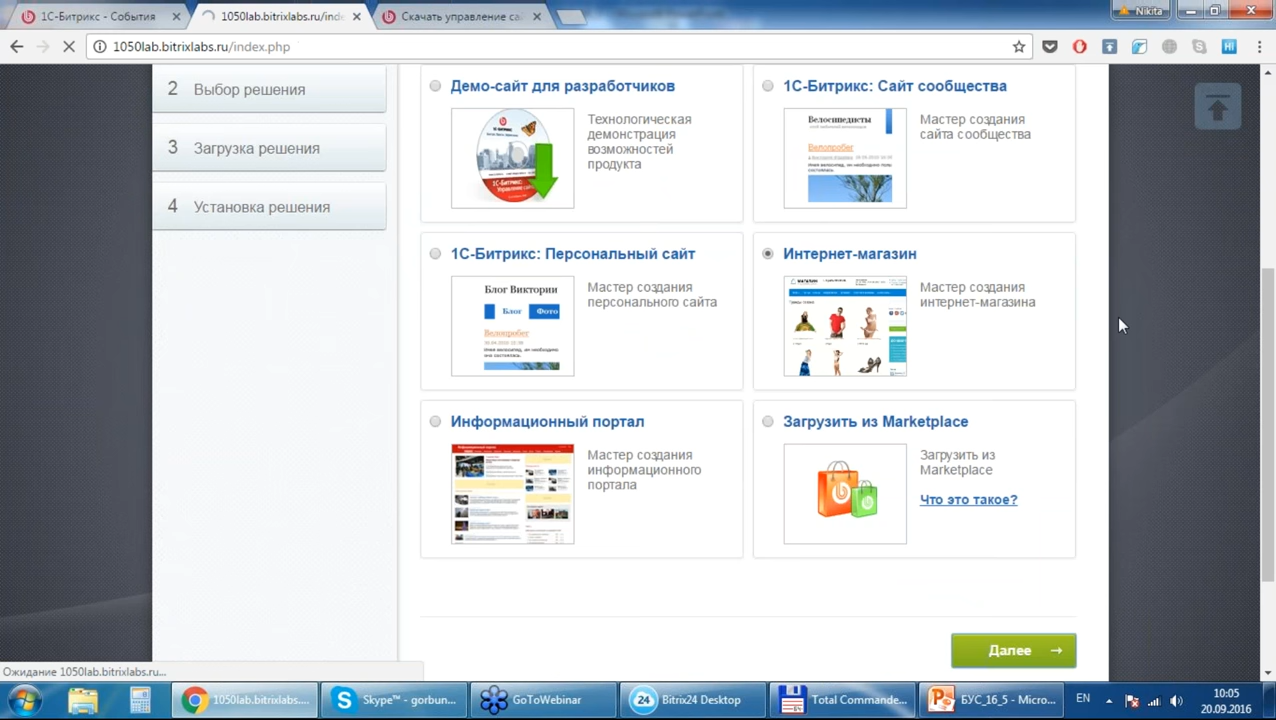 1С-Битрикс - События
1050lab.bitrixlabs.ru/inde
Скачать управление сай
Nikita
1050lab.bitrixlabs.ru/index.php
Hi
2 Выбор решения
3 Загрузка решения
4 Установка решения
Демо-сайт для разработчиков
Технологическая
демонстрация
возможностей
продукта
1С-Битрикс: Сайт сообщества
Велосипедисты
Велопробег
Мастер создания
сайта сообщества
1С-Битрикс: Персональный сайт
Блог Виктории
Блог Фото
Велопробег
Мастер создания
персонального сайта
Интернет-магазин
МАГАЗИН
Мастер создания
интернет-магазина
Информационный портал
Мастер создания
информационного
портала
Загрузить из Marketplace
Загрузить из
Marketplace
Что это такое?
Далее →
Ожидание 1050lab.bitrixlabs.ru...
1050lab.bitrixlabs....
Skype™ - gorbun...
GoToWebinar
24 Bitrix24 Desktop
Total Commande...
БУС_16_5 - Micro...
EN
10:05
20.09.2016